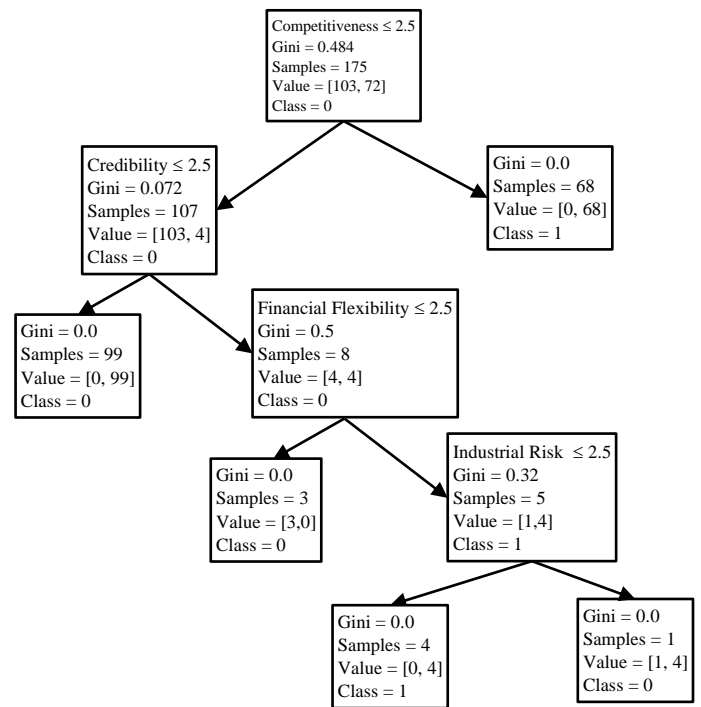 Competitiveness ≤ 2.5
Gini = 0.484
Samples = 175
Value = [103, 72]
Class = 0
Credibility ≤ 2.5
Gini = 0.072
Samples = 107
Value = [103, 4]
Class = 0
Gini = 0.0
Samples = 68
Value = [0, 68]
Class = 1
Gini = 0.0
Samples = 99
Value = [0, 99]
Class = 0
Financial Flexibility ≤ 2.5
Gini = 0.5
Samples = 8
Value = [4, 4]
Class = 0
Gini = 0.0
Samples = 3
Value = [3,0]
Class = 0
Industrial Risk ≤ 2.5
Gini = 0.32
Samples = 5
Value = [1,4]
Class = 1
Gini = 0.0
Samples = 4
Value = [0, 4]
Class = 1
Gini = 0.0
Samples = 1
Value = [1, 4]
Class = 0